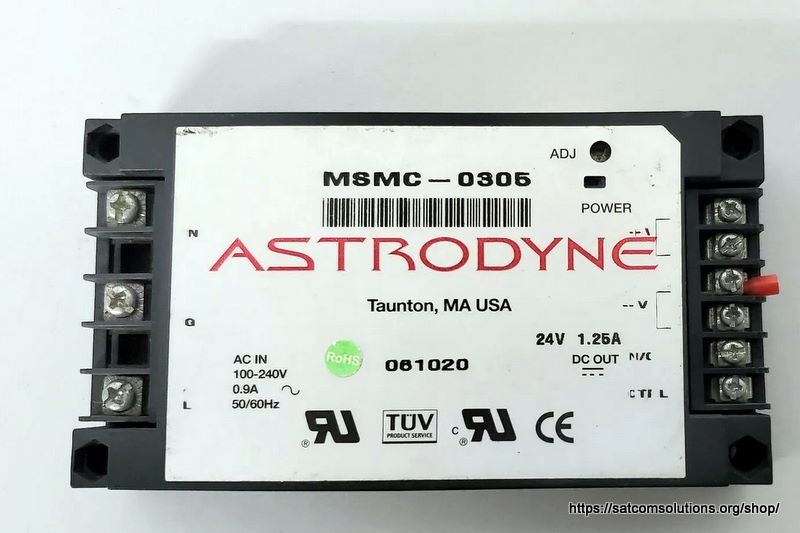 ADJ
MSMC-0305
POWER
N
ASTRODYNE
Taunton, MA USA
G
24V 1.25A
RoHS
061020
AC IN
100-240V
0.9A
L
50/60Hz
DC OUT
N/C
TÜV
PRODUCT SERVICE
C
CE
https://satcomsolutions.org/shop/